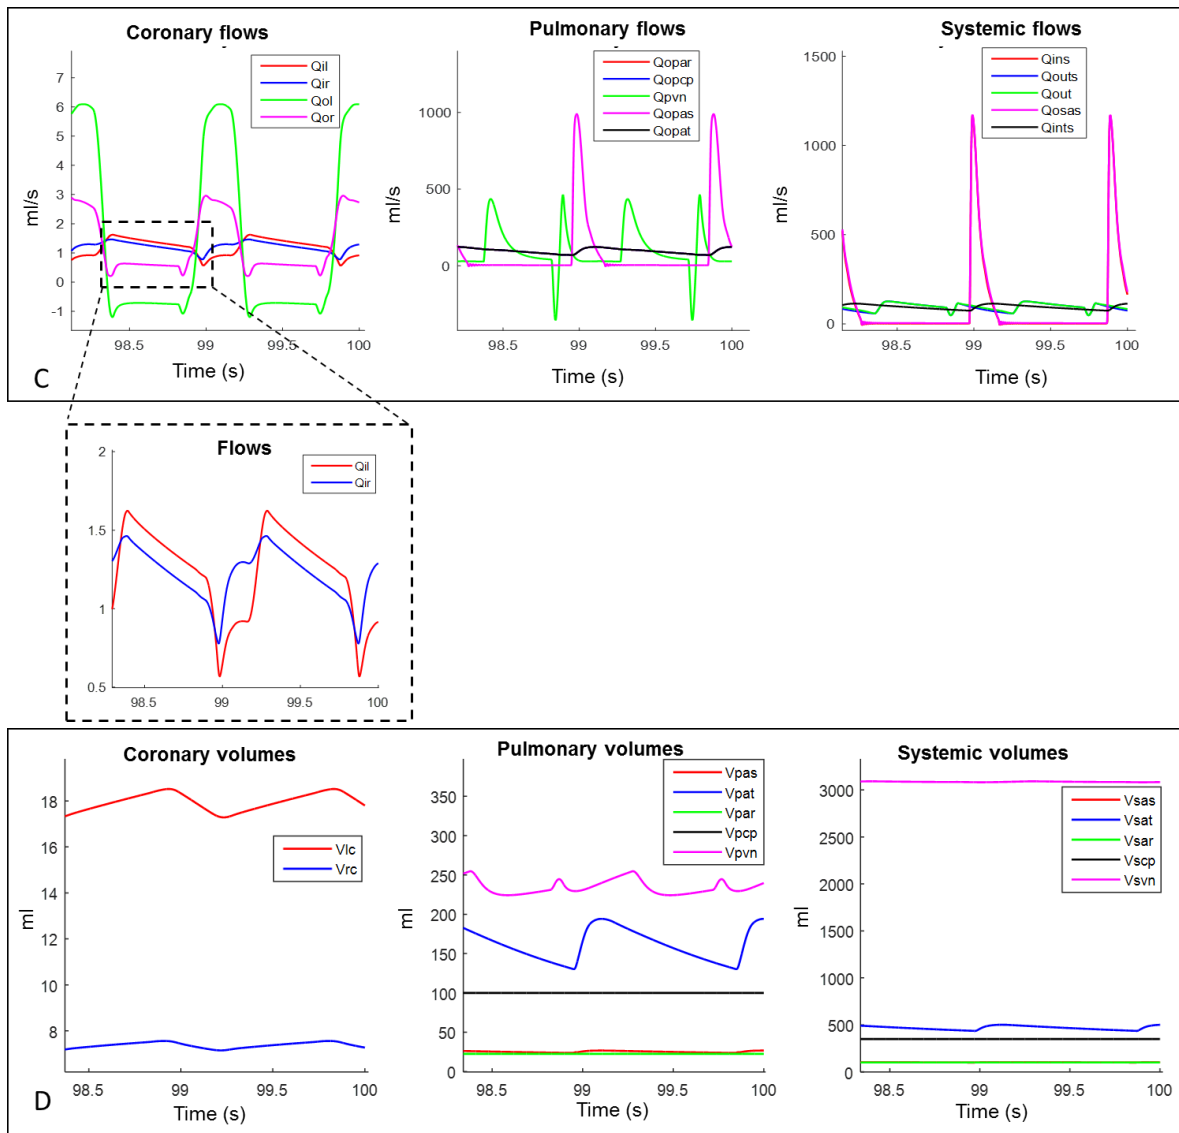 Coronary flows
7
6
5
4
3
2
1
0
-1
ml/s
Qil
Qir
Qol
Qor
98.5
99
99.5
100
Time (s)
C
Pulmonary flows
1000
500
0
ml/s
Qopar
Qopcp
Qpvn
Qopas
Qopat
98.5
99
99.5
100
Time (s)
Systemic flows
1500
1000
500
0
ml/s
Qins
Qouts
Qout
Qosas
Qints
98.5
99
99.5
100
Time (s)
Flows
2
1.5
1
0.5
Qil
Qir
98.5
99
99.5
100
Coronary volumes
18
16
14
12
10
8
ml
Vlc
Vrc
98.5
99
99.5
100
Time (s)
D
Pulmonary volumes
350
300
250
200
150
100
50
0
ml
Vpas
Vpat
Vpar
Vpcp
Vpvn
98.5
99
99.5
100
Time (s)
Systemic volumes
3000
2500
2000
1500
1000
500
0
ml
Vsas
Vsat
Vsar
Vscp
Vsvn
98.5
99
99.5
100
Time (s)